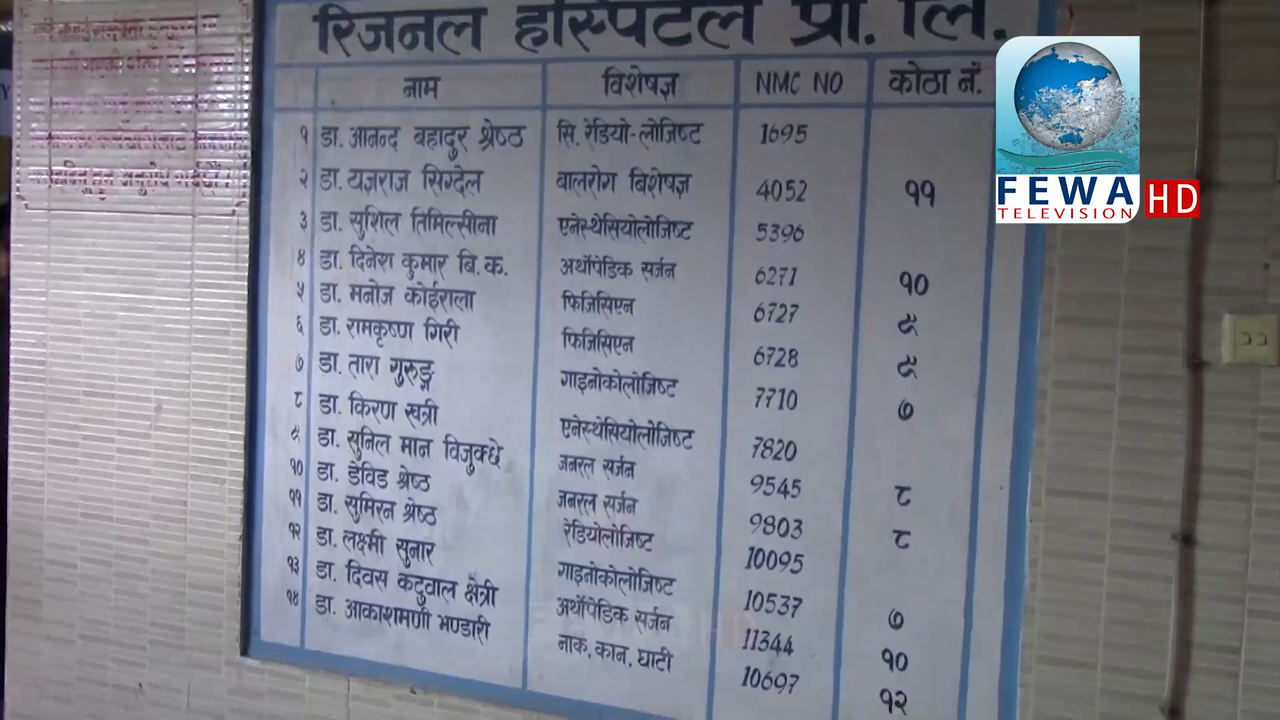 रिजनल हस्पिटल प्रा. लि.
नाम विशेषज्ञ NMC NO कोठा नं.
१ डा. आनन्द बहादुर श्रेष्ठ सि. रेडियो-लोजिष्ट 1695
२ डा. यज्ञराज सिग्देल बालरोग बिशेषज्ञ 4052 ११
३ डा. सुशिल तिमिल्सीना एनेस्थेसियोलोजिष्ट 5396
४ डा. दिनेश कुमार बि.क. अर्थोपेडिक सर्जन 6271 १०
५ डा. मनोज कोईराला फिजिसिएन 6727 ९
६ डा. रामकृष्ण गिरी फिजिसिएन 6728 ९
७ डा. तारा गुरुङ्ग गाइनोकोलोजिष्ट 7710 ७
८ डा. किरण खत्री एनेस्थेसियोलोजिष्ट 7820
९ डा. सुनिल मान विजुक्छे जनरल सर्जन 9545 ८
१० डा. डेविड श्रेष्ठ जनरल सर्जन 9803 ८
११ डा. सुमिरन श्रेष्ठ रेडियोलोजिष्ट 10095
१२ डा. लक्ष्मी सुनार गाइनोकोलोजिष्ट 10537 ७
१३ डा. दिवस कटुवाल क्षेत्री अर्थोपेडिक सर्जन 11344 १०
१४ डा. आकाशमणी भण्डारी नाक, कान, घाटी 10697 १२
FEWA
TELEVISION HD